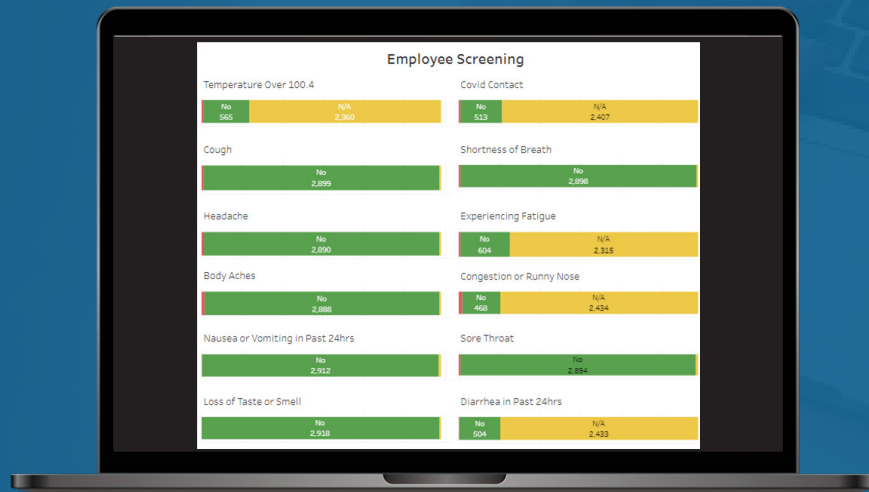 Employee Screening
Temperature Over 100.4
No
565
N/A
2,360
Covid Contact
No
513
N/A
2,407
Cough
No
2,899
Shortness of Breath
No
2,898
Headache
No
2,890
Experiencing Fatigue
No
604
N/A
2,315
Body Aches
No
2,888
Congestion or Runny Nose
No
468
N/A
2,434
Nausea or Vomiting in Past 24hrs
No
2,912
Sore Throat
No
2,894
Loss of Taste or Smell
No
2,918
Diarrhea in Past 24hrs
No
504
N/A
2,433